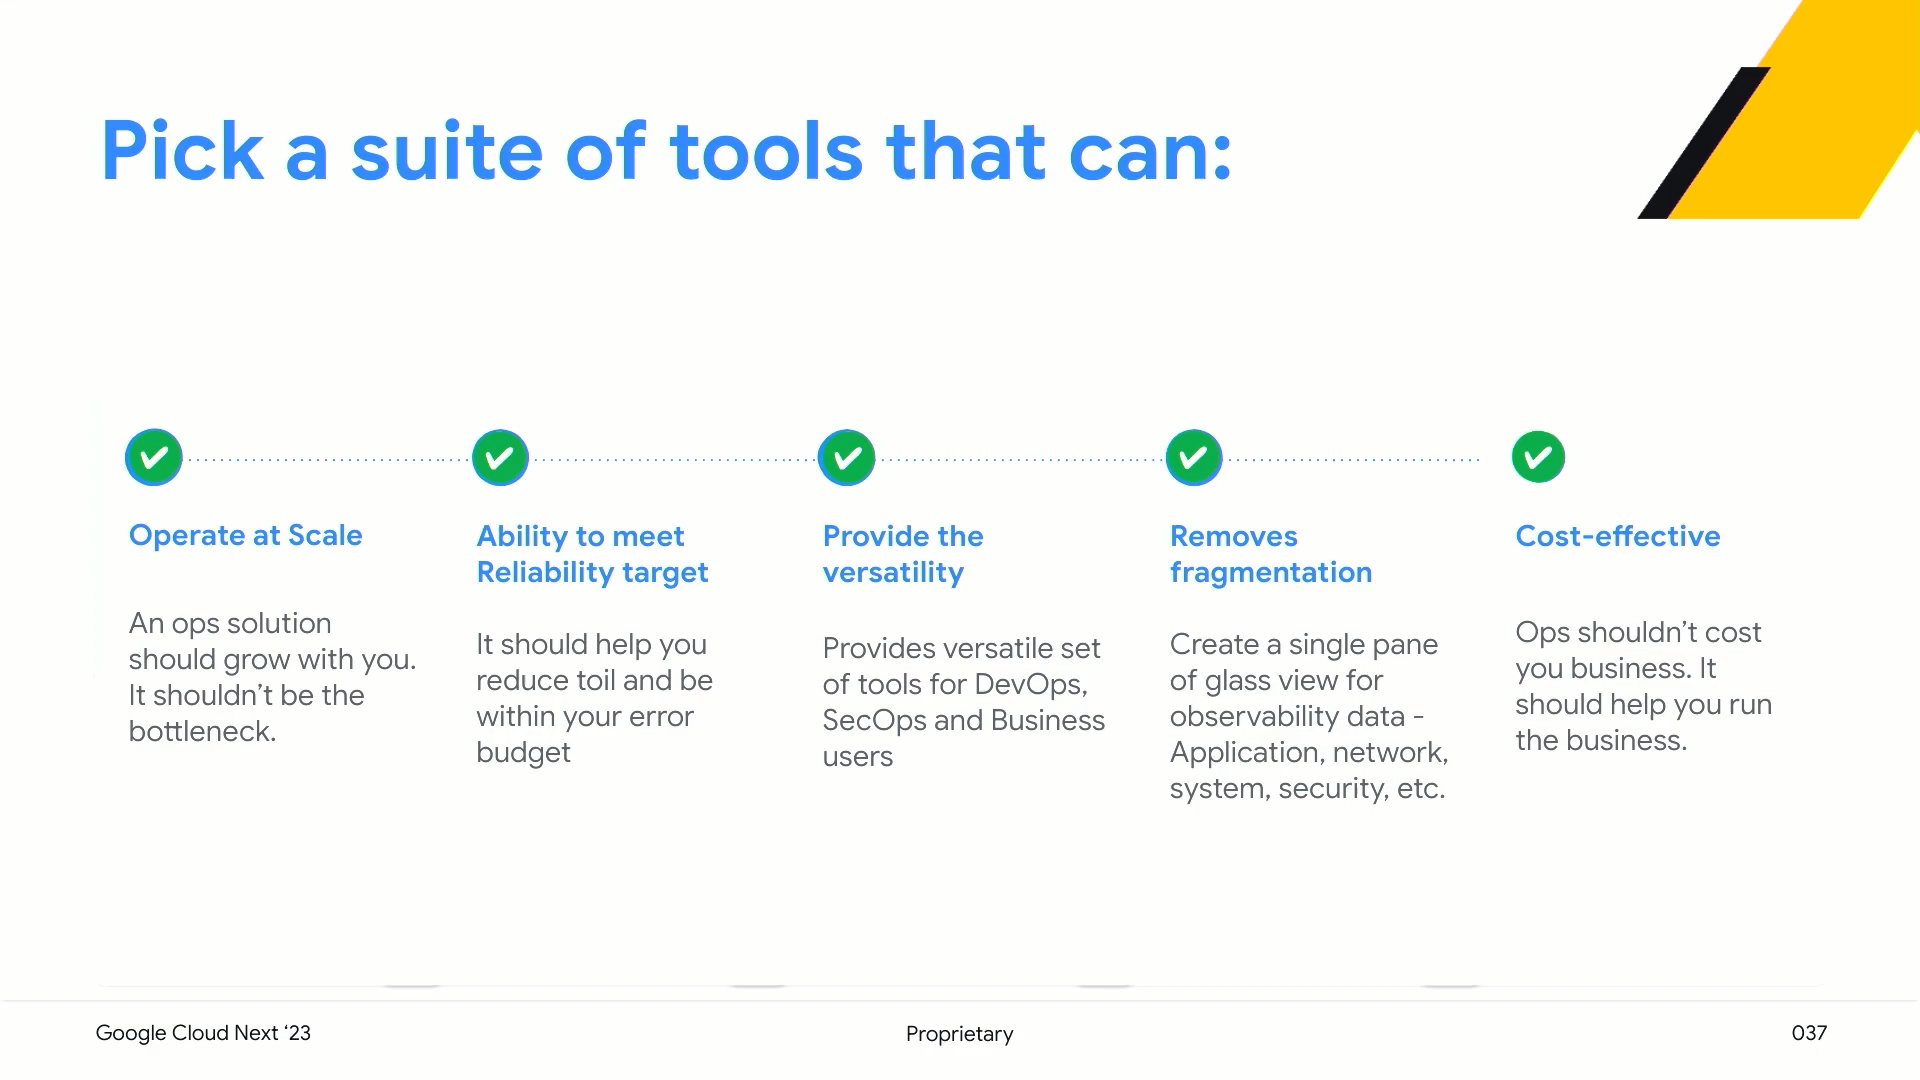 Pick a suite of tools that can:
Operate at Scale
An ops solution
should grow with you.
It shouldn’t be the
bottleneck.
Ability to meet
Reliability target
It should help you
reduce toil and be
within your error
budget
Provide the
versatility
Provides versatile set
of tools for DevOps,
SecOps and Business
users
Removes
fragmentation
Create a single pane
of glass view for
observability data -
Application, network,
system, security, etc.
Cost-effective
Ops shouldn’t cost
you business. It
should help you run
the business.
Google Cloud Next ‘23
Proprietary
037